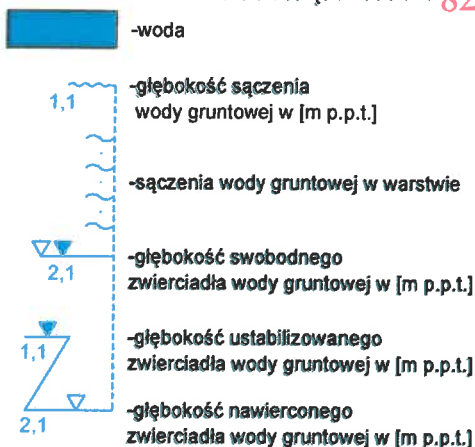 82
-woda
1,1
-głębokość sączenia
wody gruntowej w [m p.p.t.]
-sączenia wody gruntowej w warstwie
2,1
-głębokość swobodnego
zwierciadła wody gruntowej w [m p.p.t.]
1,1
-głębokość ustabilizowanego
zwierciadła wody gruntowej w [m p.p.t.]
2,1
-głębokość nawierconego
zwierciadła wody gruntowej w [m p.p.t.]